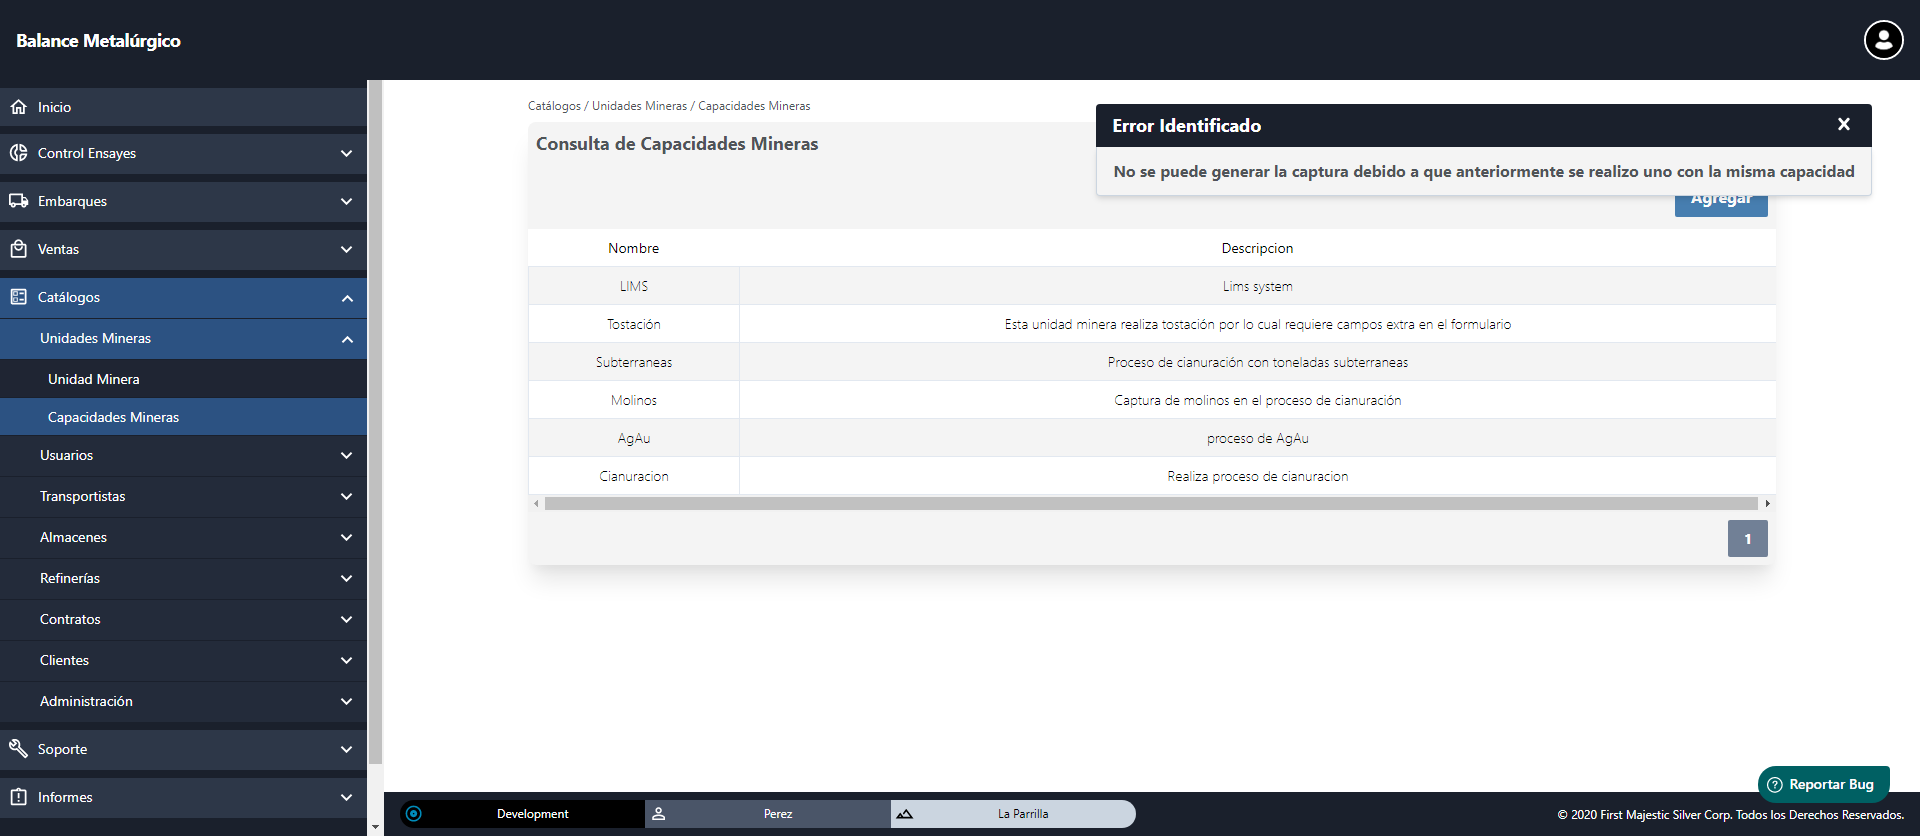 Balance Metalúrgico
Inicio
Control Ensayes
Embarques
Ventas
Catálogos
Unidades Mineras
Unidad Minera
Capacidades Mineras
Usuarios
Transportistas
Almacenes
Refinerías
Contratos
Clientes
Administración
Soporte
Informes
Catálogos / Unidades Mineras / Capacidades Mineras
Consulta de Capacidades Mineras
Error Identificado
No se puede generar la captura debido a que anteriormente se realizo uno con la misma capacidad
Agregar
Nombre Descripcion
LIMS Lims system
Tostación Esta unidad minera realiza tostación por lo cual requiere campos extra en el formulario
Subterraneas Proceso de cianuración con toneladas subterraneas
Molinos Captura de molinos en el proceso de cianuración
AgAu proceso de AgAu
Cianuracion Realiza proceso de cianuracion
1
Reportar Bug
Development Perez La Parrilla
© 2020 First Majestic Silver Corp. Todos los Derechos Reservados.